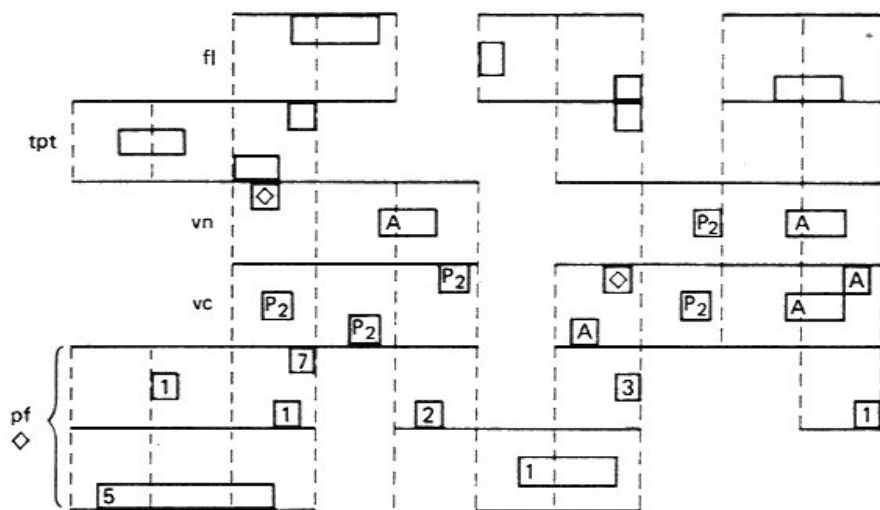 fl
tpt
◇
vn A P₂ A
P₂ ◇ A
vc P₂ P₂ A
P₂ A
7
1 3
pf 1 2 1
◇
1
5